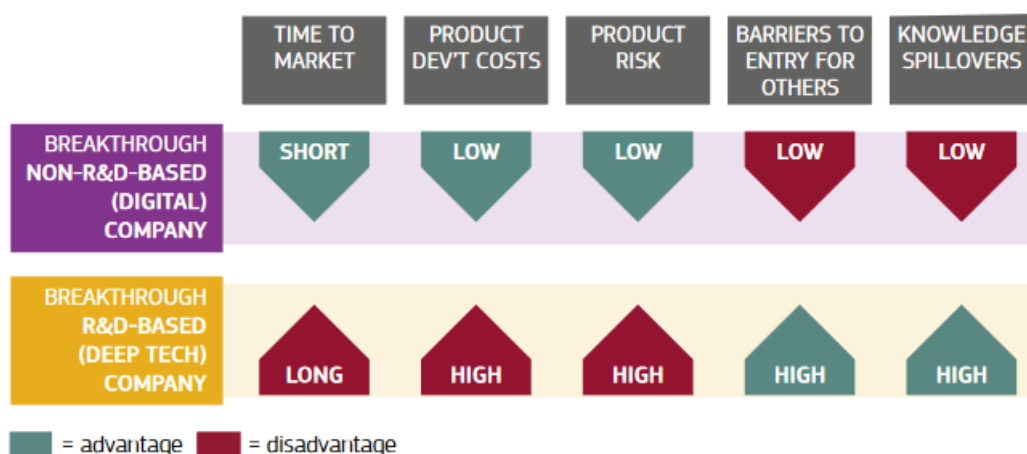 TIME TO
MARKET
PRODUCT
DEV'T COSTS
PRODUCT
RISK
BARRIERS TO
ENTRY FOR
OTHERS
KNOWLEDGE
SPILLOVERS
BREAKTHROUGH
NON-R&D-BASED
(DIGITAL)
COMPANY
SHORT
LOW
LOW
LOW
LOW
BREAKTHROUGH
R&D-BASED
(DEEP TECH)
COMPANY
LONG
HIGH
HIGH
HIGH
HIGH
= advantage
= disadvantage